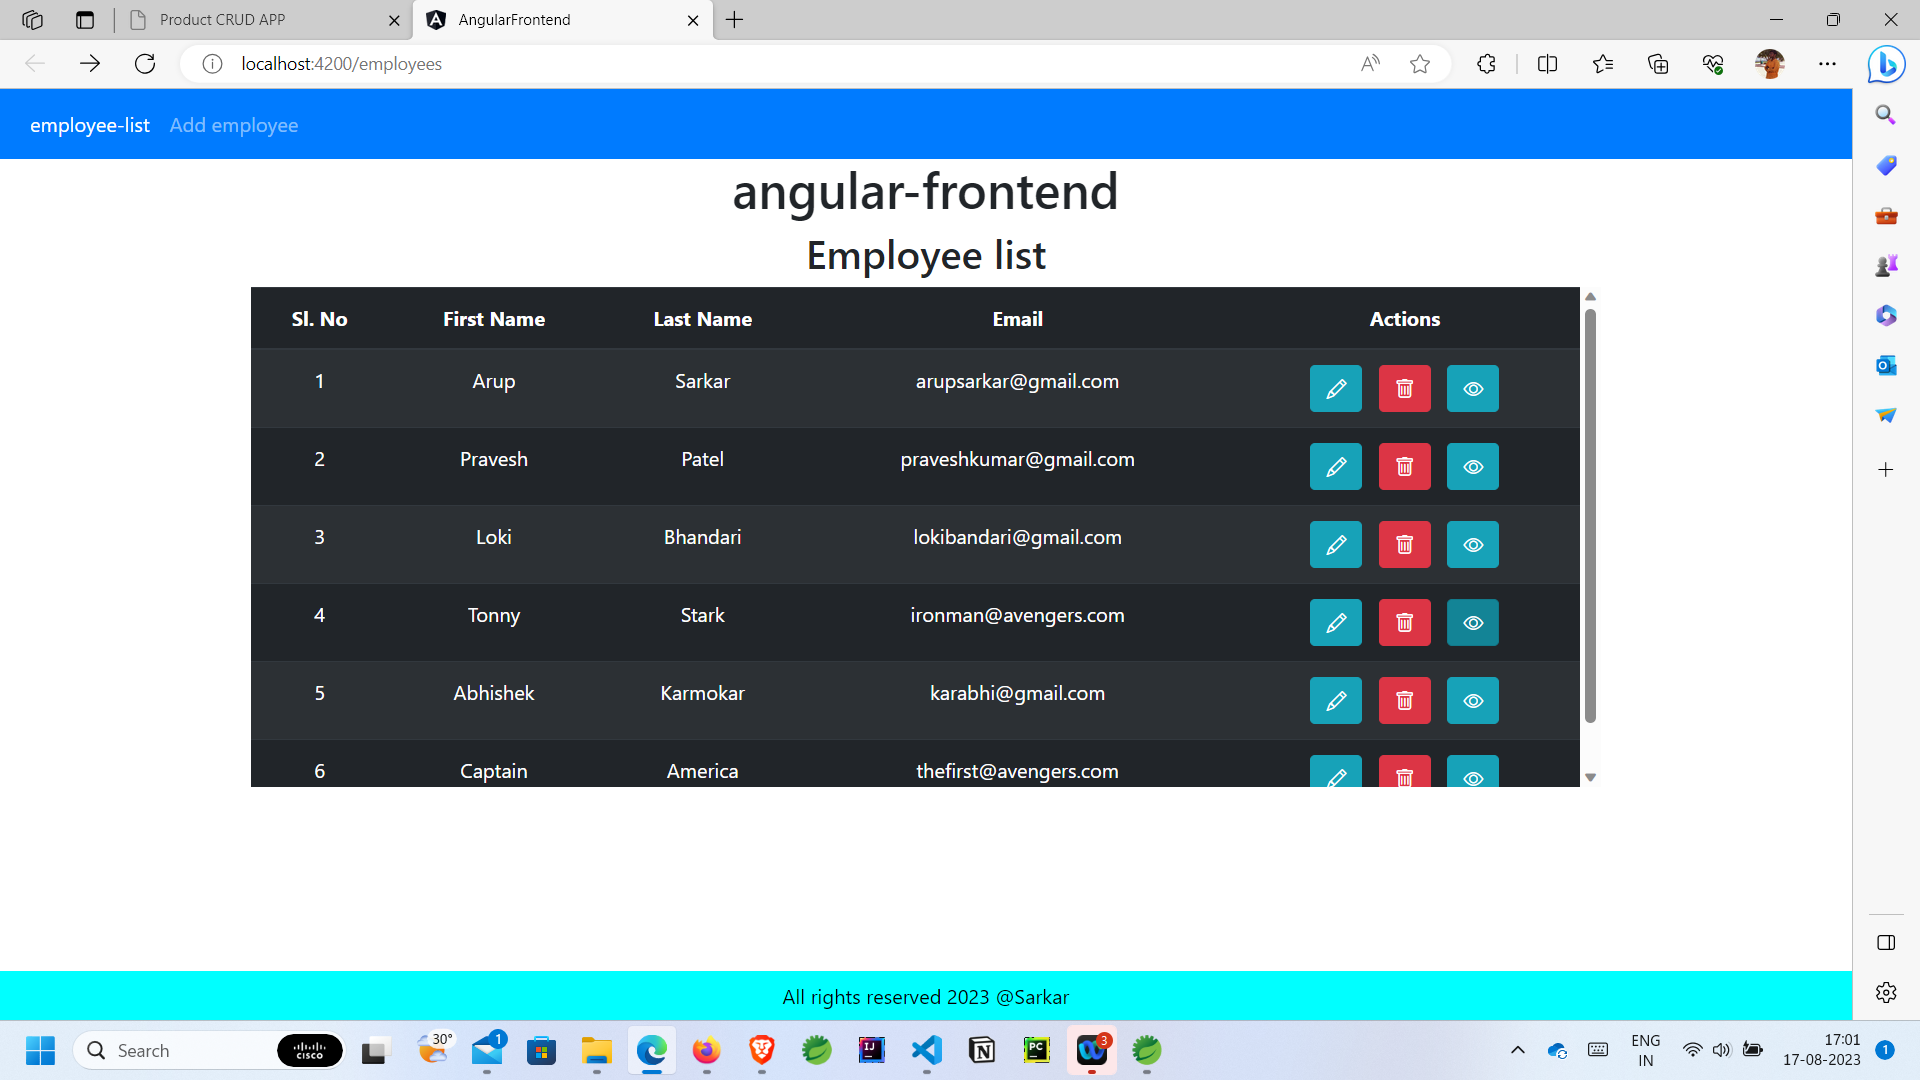 Product CRUD APP
AngularFrontend
localhost:4200/employees
employee-list Add employee
angular-frontend
Employee list
Sl. No First Name Last Name Email Actions
1 Arup Sarkar arupsarkar@gmail.com
2 Pravesh Patel praveshkumar@gmail.com
3 Loki Bhandari lokibandari@gmail.com
4 Tonny Stark ironman@avengers.com
5 Abhishek Karmokar karabhi@gmail.com
6 Captain America thefirst@avengers.com
All rights reserved 2023 @Sarkar
Search
CISCO
30°
1
IJ
N
PC
3
ENG
IN
17:01
17-08-2023
1